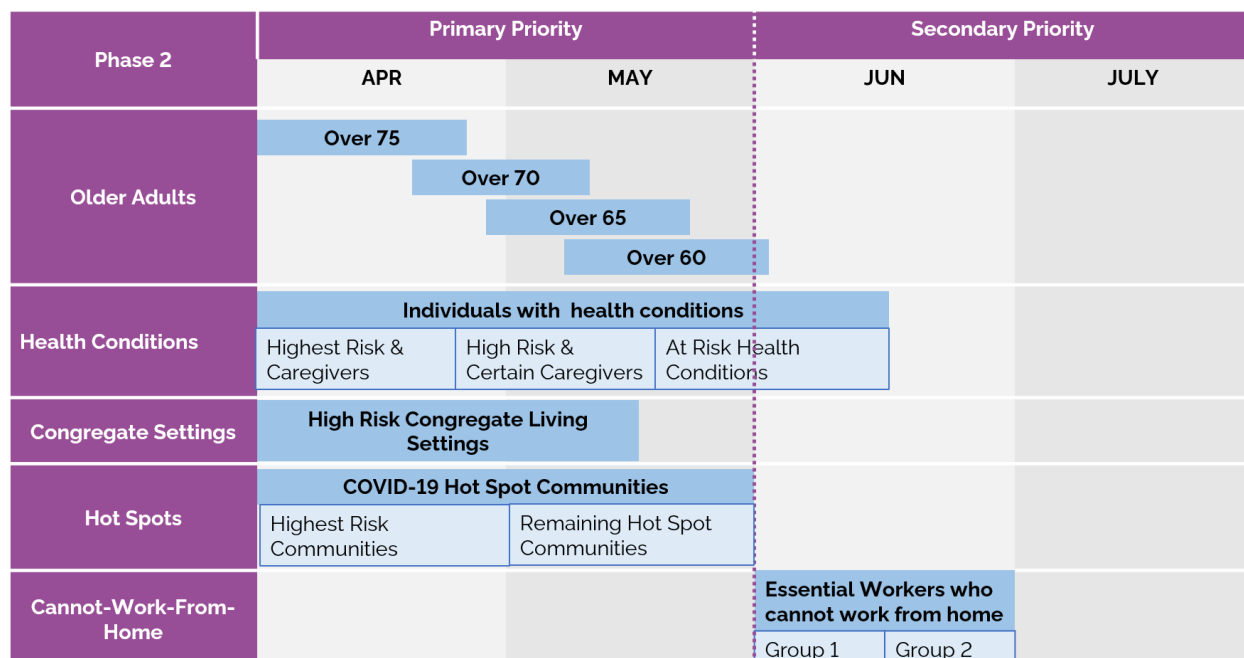 Phase 2
Primary Priority
Secondary Priority
APR
MAY
JUN
JULY
Older Adults
Over 75
Over 70
Over 65
Over 60
Health Conditions
Individuals with  health conditions
Highest Risk &
Caregivers
High Risk &
Certain Caregivers
At Risk Health
Conditions
Congregate Settings
High Risk Congregate Living
Settings
Hot Spots
COVID-19 Hot Spot Communities
Highest Risk
Communities
Remaining Hot Spot
Communities
Cannot-Work-From-
Home
Essential Workers who
cannot work from home
Group 1
Group 2